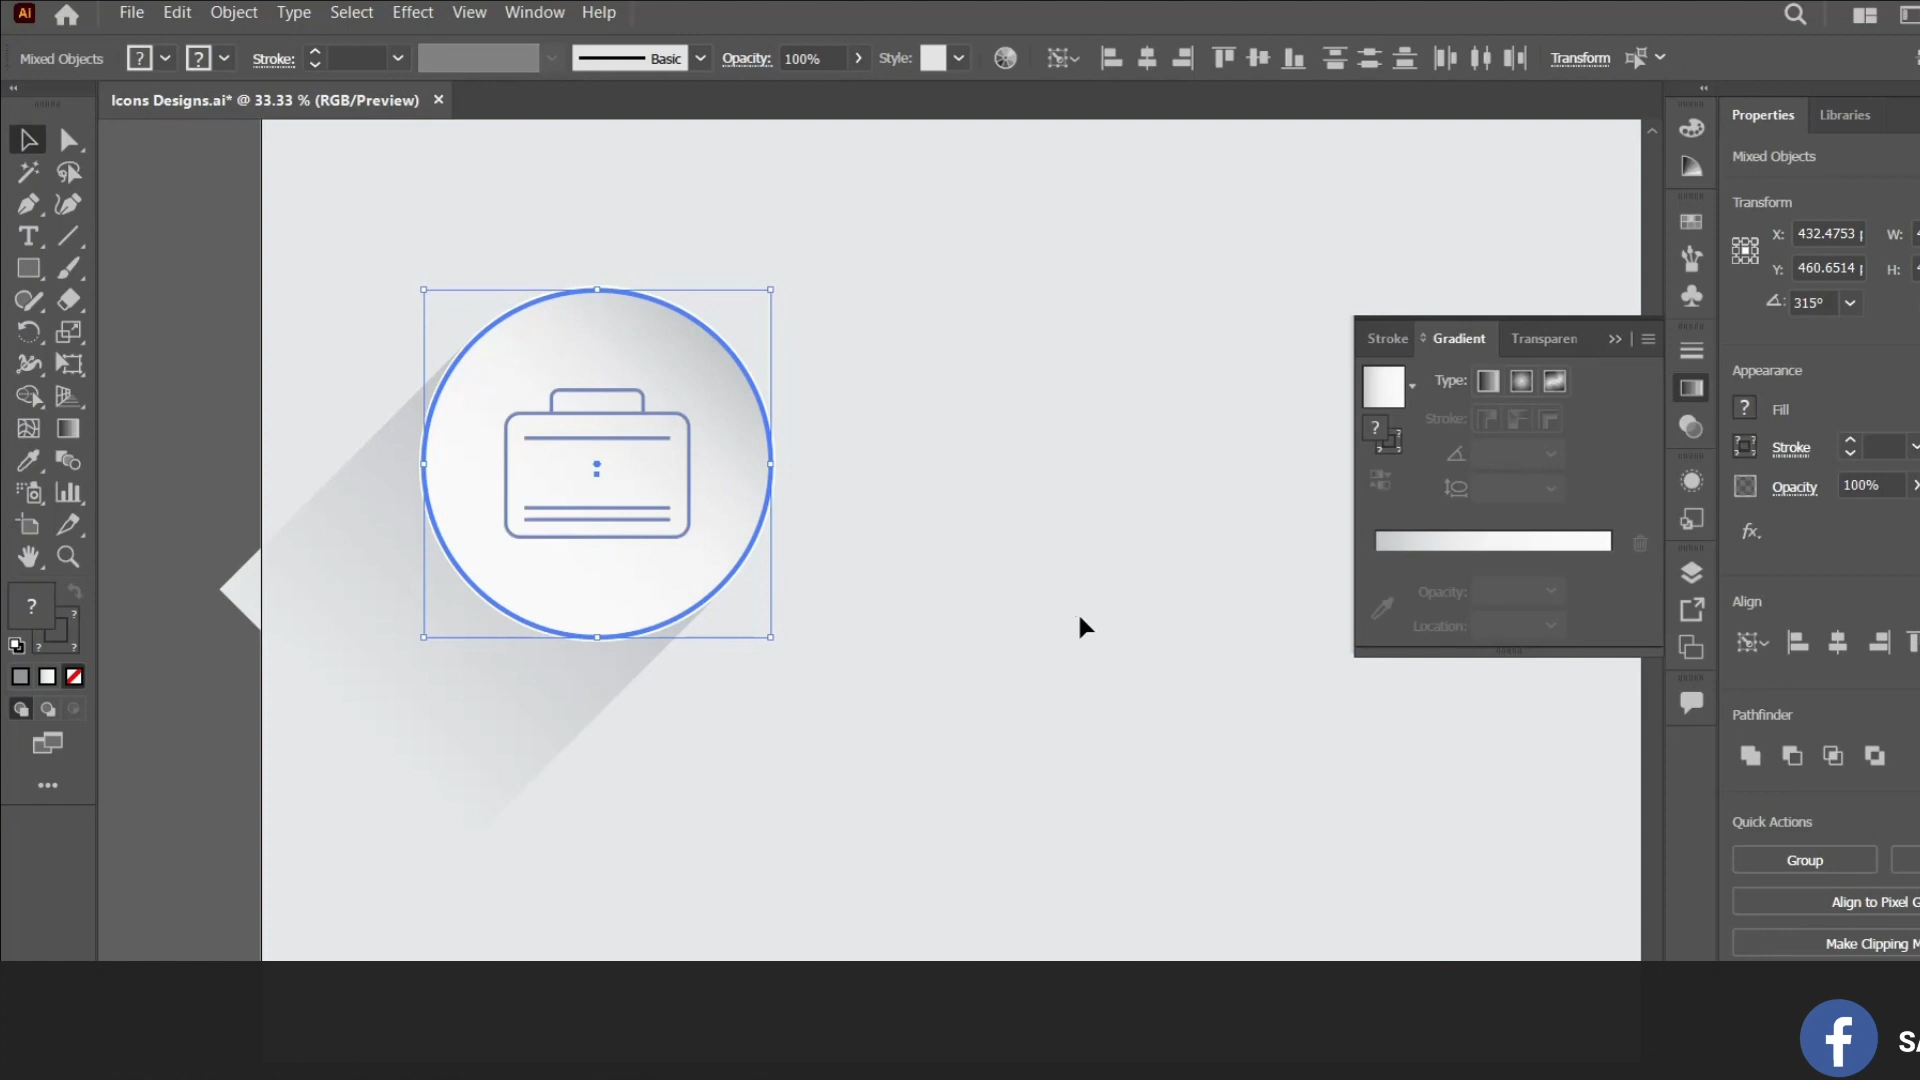 Ai File Edit Object Type Select Effect View Window Help
Mixed Objects ? ? Stroke: Basic Opacity: 100% Style: Transform
Icons Designs.ai* @ 33.33 % (RGB/Preview) ×
Properties Libraries
Mixed Objects
Transform
X: 432.4753 W:
Y: 460.6514 H:
315°
Stroke Gradient Transparen
Type:
Stroke:
?
Opacity:
Location:
Appearance
? Fill
Stroke
Opacity 100%
fx.
Align
Pathfinder
Quick Actions
Group
Align to Pixel G
Make Clipping M
T
?
?
? ?
f SA